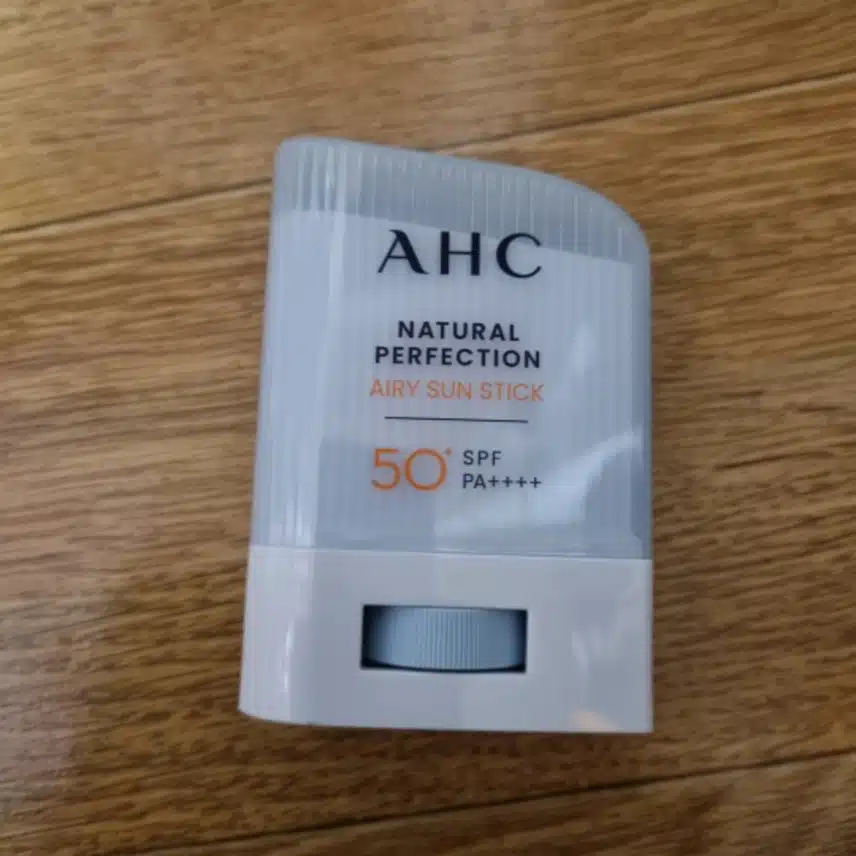 AHC
NATURAL
PERFECTION
AIRY SUN STICK
50+ SPF
PA++++